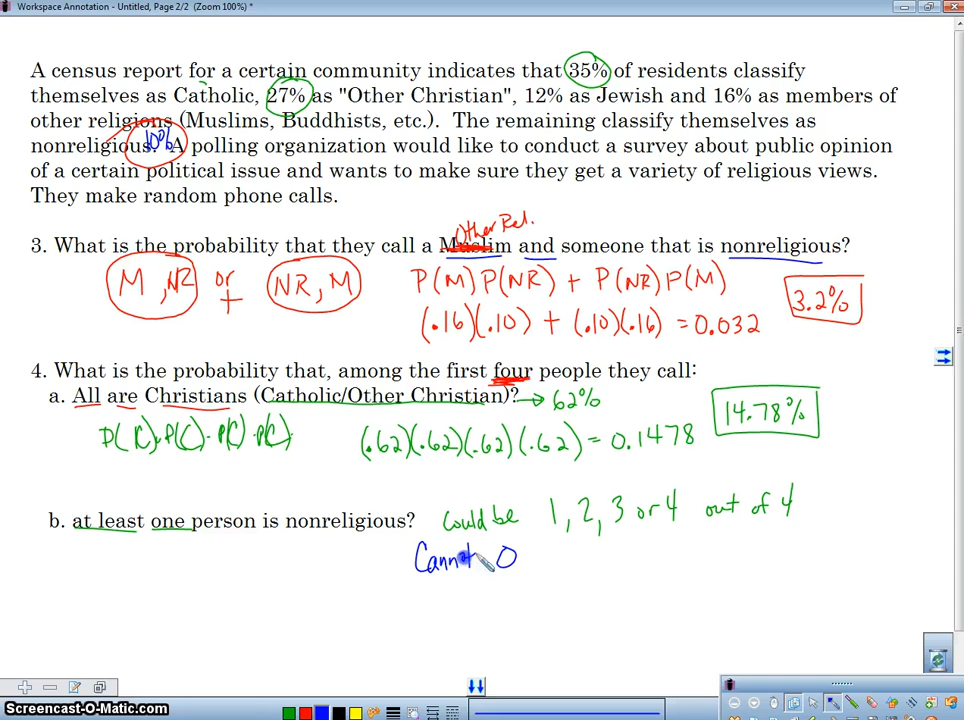 Workspace Annotation - Untitled, Page 2/2 (Zoom 100%) *
A census report for a certain community indicates that 35% of residents classify
themselves as Catholic, 27% as "Other Christian", 12% as Jewish and 16% as members of
other religions (Muslims, Buddhists, etc.). The remaining classify themselves as
nonreligious. 10% A polling organization would like to conduct a survey about public opinion
of a certain political issue and wants to make sure they get a variety of religious views.
They make random phone calls.
Other Rel.
3. What is the probability that they call a Muslim and someone that is nonreligious?
M, NR or NR, M P(M) P(NR) + P(NR) P(M) 3.2%
+ (.16)(.10) + (.10)(.16) = 0.032
4. What is the probability that, among the first four people they call:
a. All are Christians (Catholic/Other Christian)? → 62% 14.78%
P(C)·P(C)·P(C)·P(C) (.62)(.62)(.62)(.62) = 0.1478
b. at least one person is nonreligious? Could be 1, 2, 3 or 4 out of 4
Cannot 0
Screencast-O-Matic.com